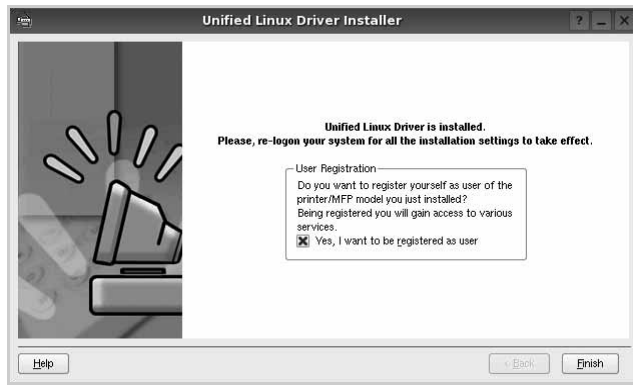 Unified Linux Driver Installer
Unified Linux Driver is installed.
Please, re-logon your system for all the installation settings to take effect.
User Registration
Do you want to register yourself as user of the
printer/MFP model you just installed?
Being registered you will gain access to various
services.
Yes, I want to be registered as user
Help
< Back
Finish